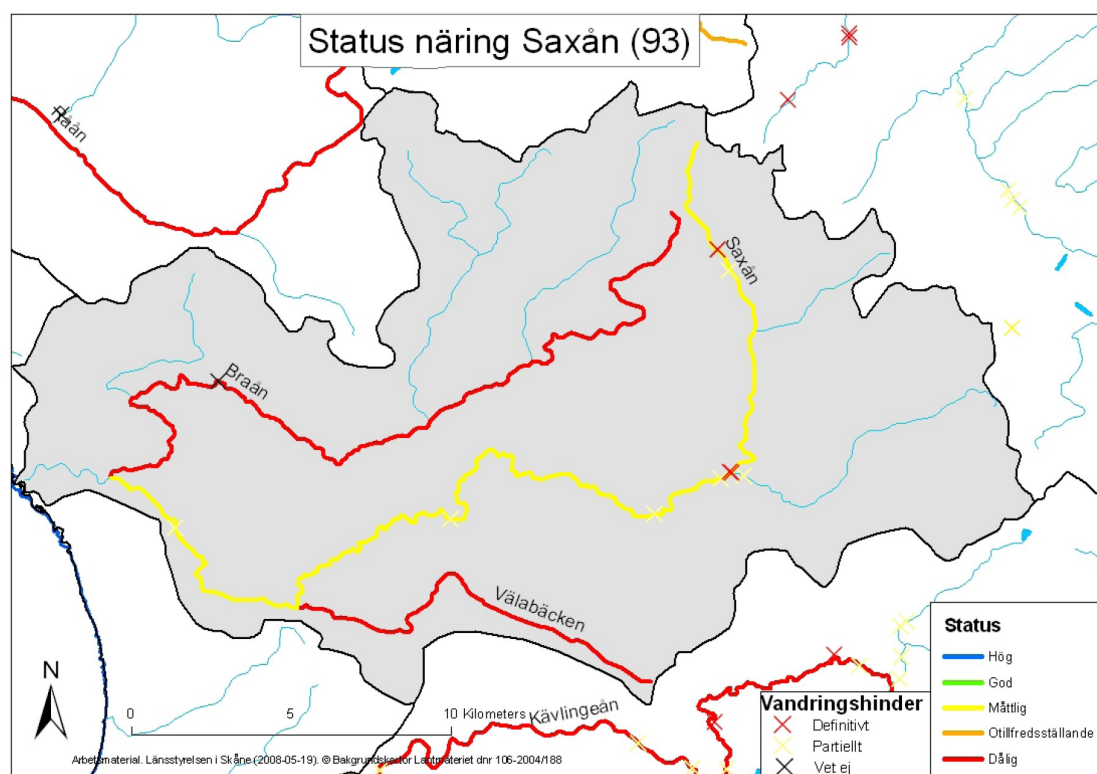 Status näring Saxån (93)
Råån
Saxån
Braån
Välabäcken
Kävlingeån
N
0 5 10 Kilometers
Arbetsmaterial. Länsstyrelsen i Skåne (2008-05-19). © Bakgrundskartor Lantmäteriet dnr 106-2004/188
Vandringshinder
Definitivt
Partiellt
Vet ej
Status
Hög
God
Måttlig
Otillfredsställande
Dålig